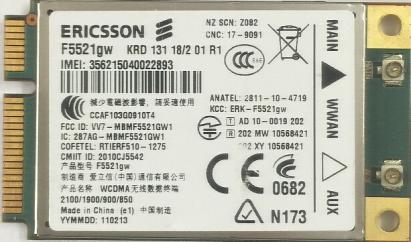 ERICSSON
F5521gw KRD 131 18/2 01 R1
IMEI: 356215040022893
NZ SCN: Z082
CNC: 17-9091
減少電磁波影響,請妥適使用
CCAF103G0910T4
FCC ID: VV7-MBMF5521GW1
IC: 287AG-MBMF5521GW1
COFETEL: RTIERF510-1275
CMIIT ID: 2010CJ5542
产品型号: F5521gw
制造商: 爱立信(中国)通信有限公司
产品名称: WCDMA无线数据终端
2100/1900/900/850
Made in China (e1) 中国制造
YYMMDD: 110213
ANATEL: 2811-10-4719
KCC: ERK-F5521gw
T AD 10-0019 202
R 202 MW 10568421
202 XY 10568421
CE 0682
N173
MAIN
WWAN
AUX